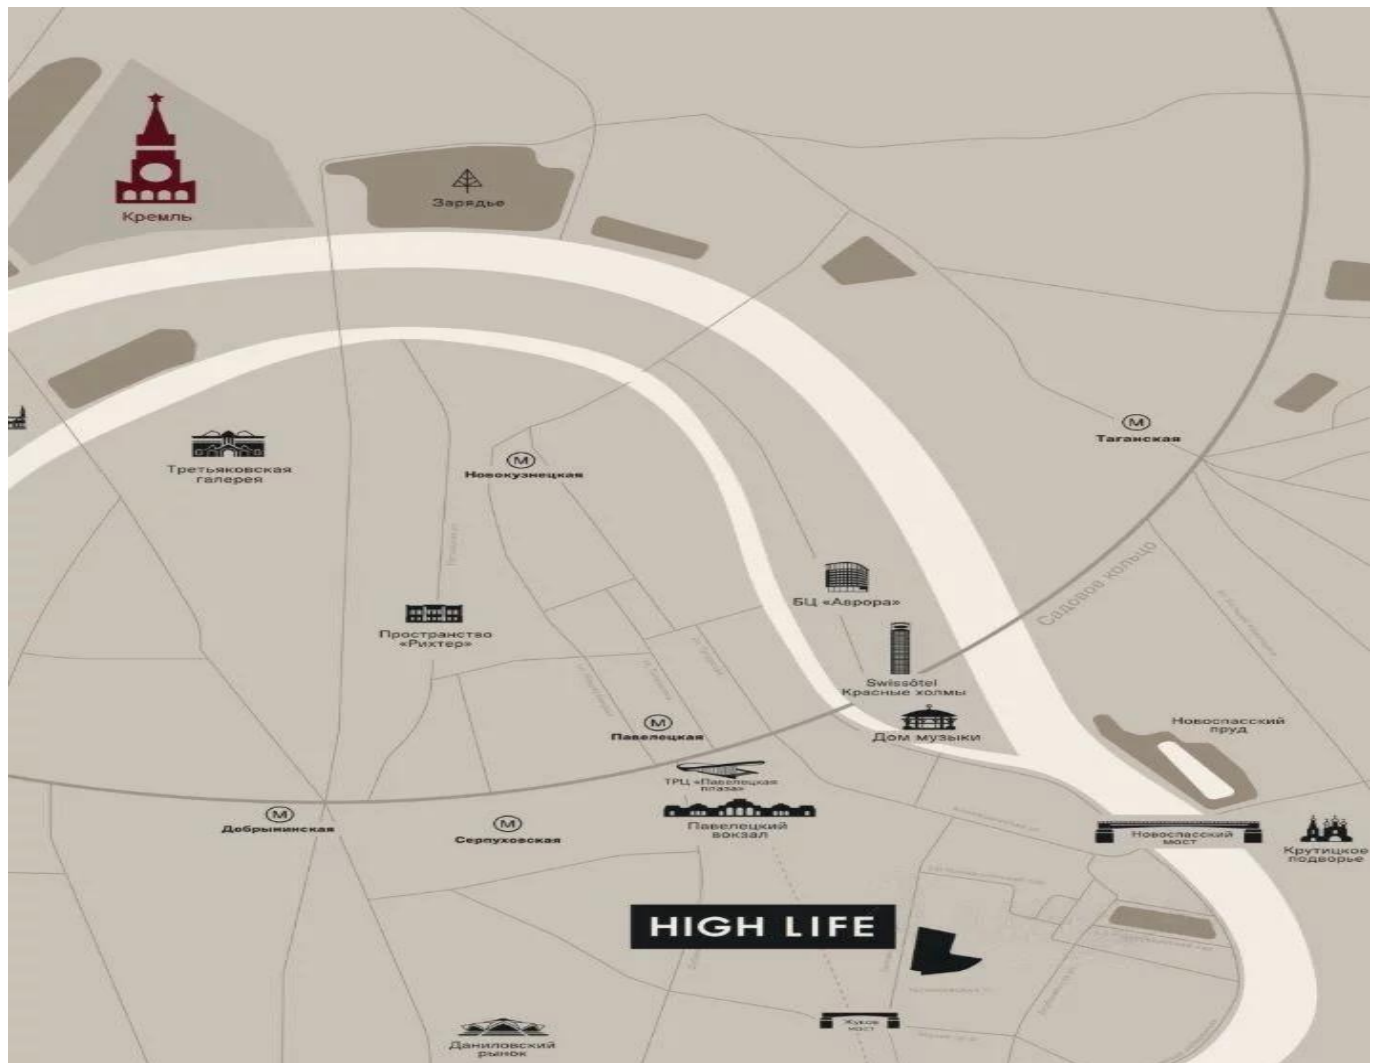 Кремль
Зарядье
Таганская
Третьяковская
галерея
Новокузнецкая
Садовое кольцо
БЦ «Аврора»
Пространство
«Рихтер»
Swissôtel
Красные холмы
Павелецкая
Дом музыки
Новоспасский
пруд
ТРЦ «Павелецкая
плаза»
Добрынинская
Серпуховская
Павелецкий
вокзал
Новоспасский
мост
Крутицкое
подворье
HIGH LIFE
Жуков
мост
Даниловский
рынок